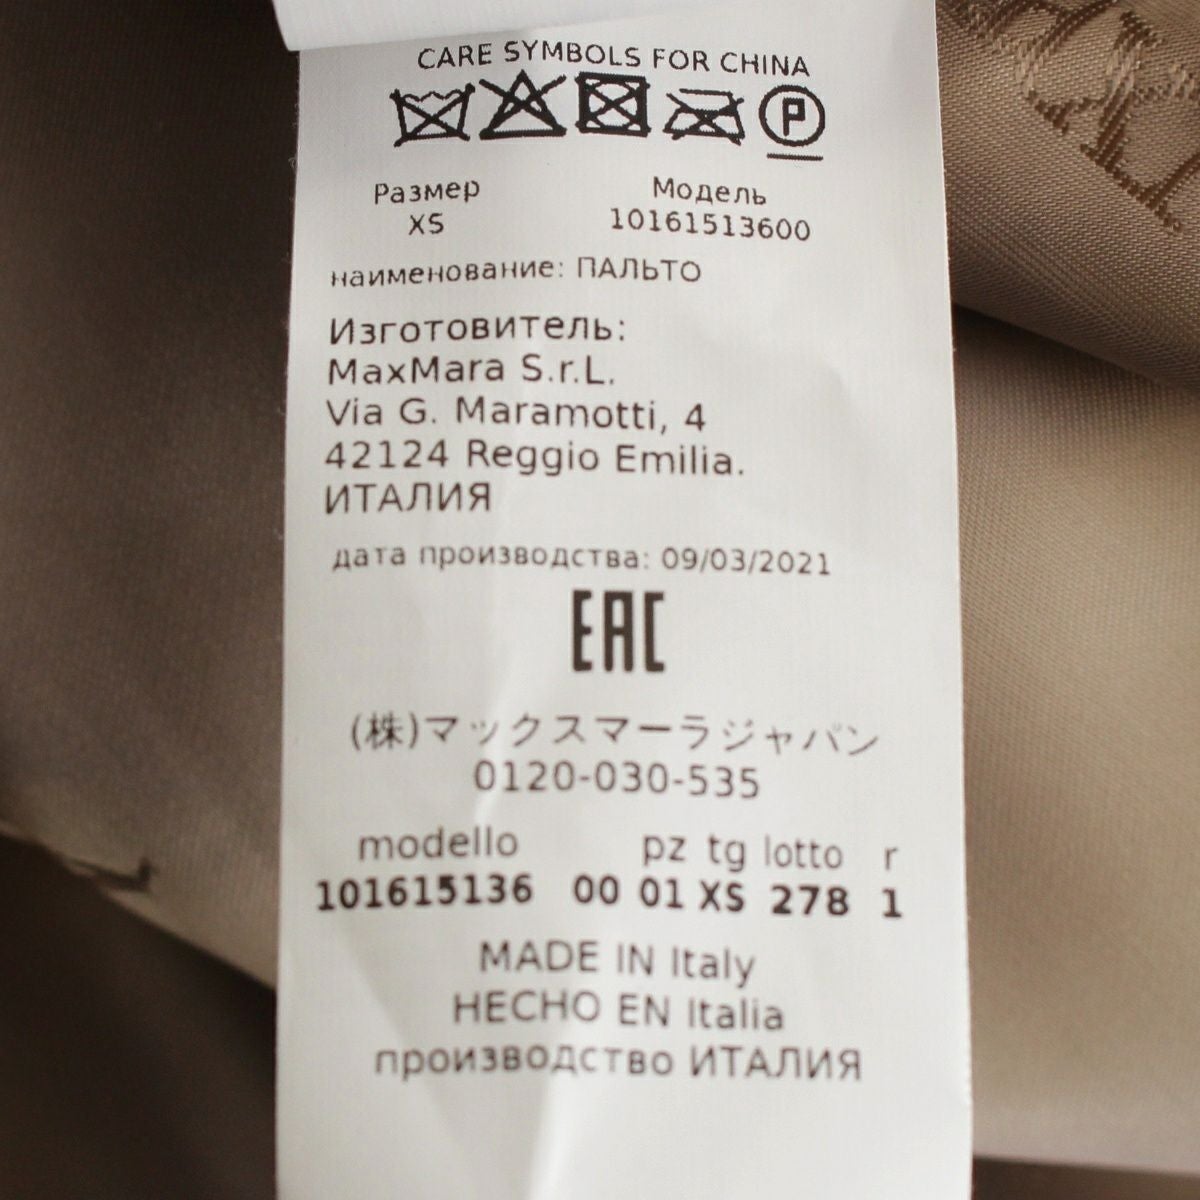 CARE SYMBOLS FOR CHINA
P
Размер Модель
XS 10161513600
наименование: ПАЛЬТО
Изготовитель:
MaxMara S.r.L.
Via G. Maramotti, 4
42124 Reggio Emilia.
ИТАЛИЯ
дата производства: 09/03/2021
EAC
(株)マックスマーラジャパン
0120-030-535
modello pz tg lotto r
101615136 00 01 XS 278 1
MADE IN Italy
HECHO EN Italia
производство ИТАЛИЯ